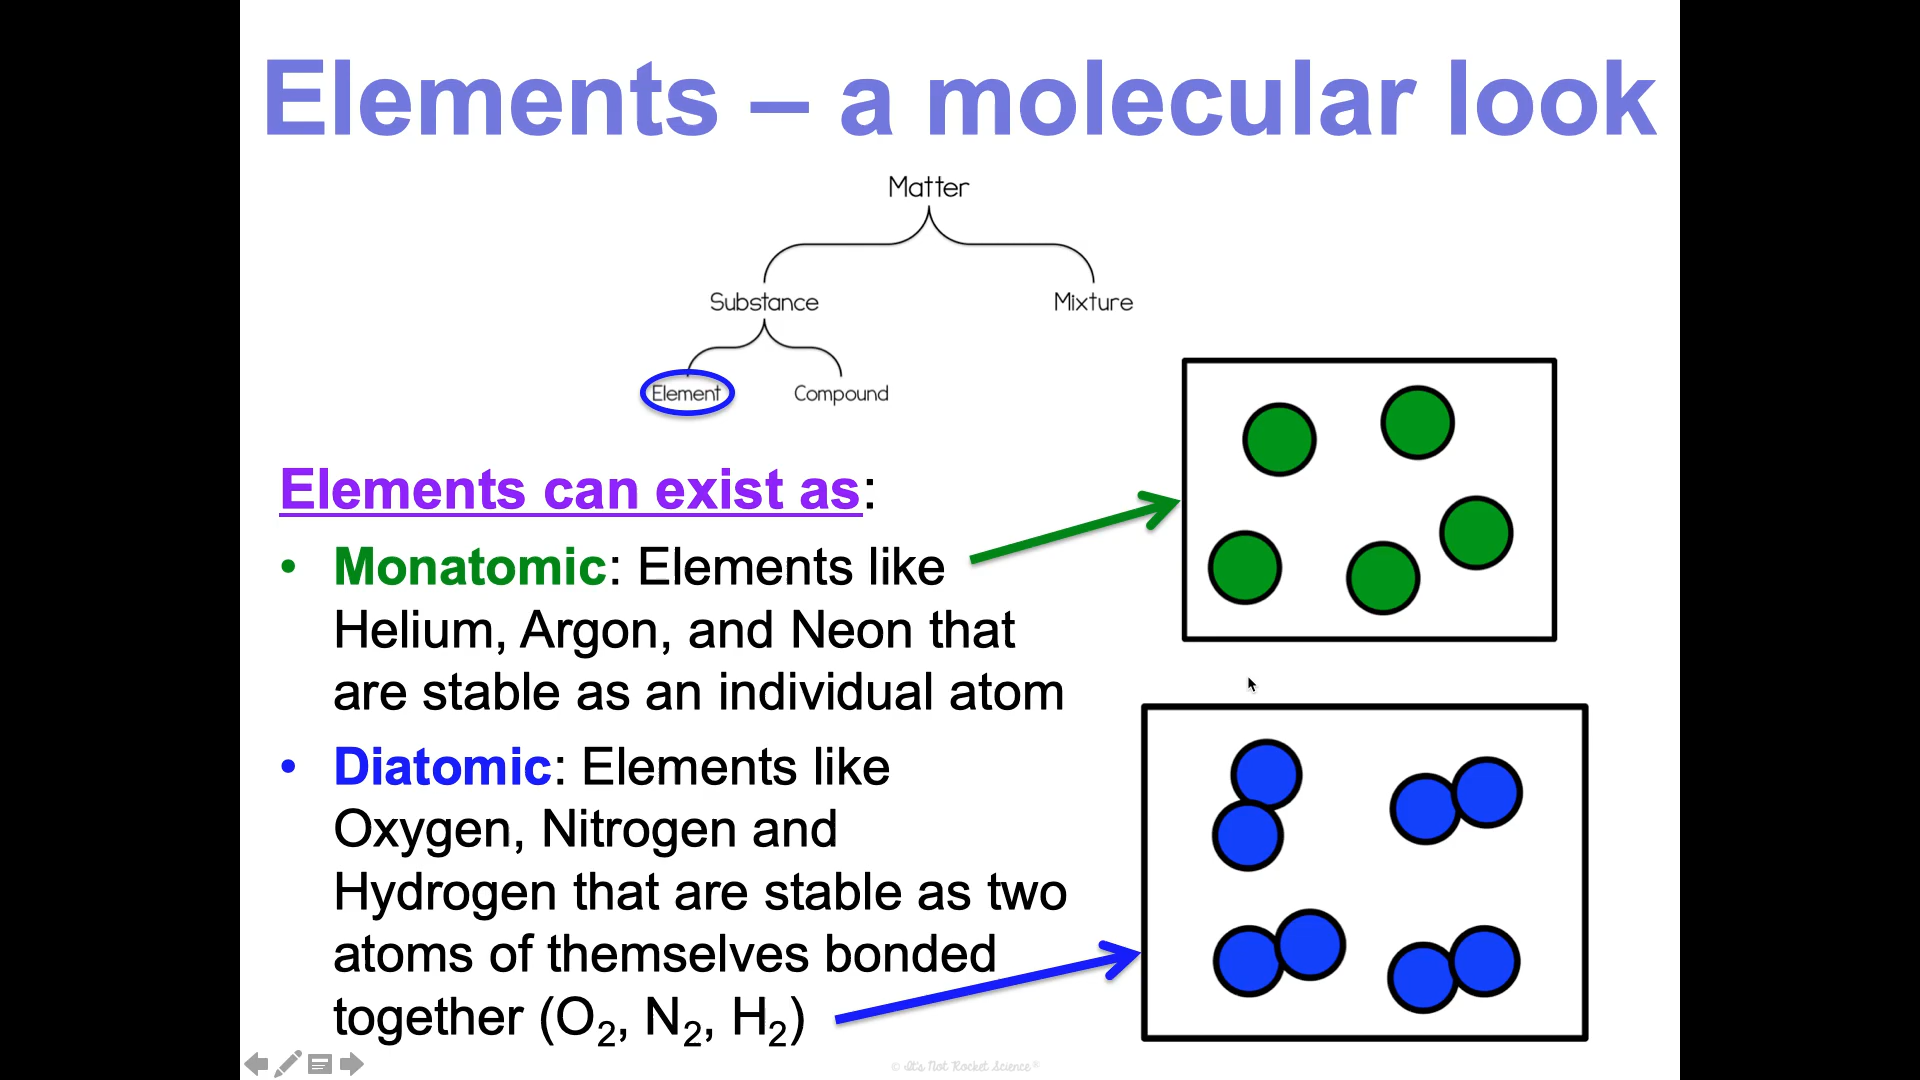 Elements – a molecular look
Matter
Substance
Mixture
Element
Compound
Elements can exist as:
• Monatomic: Elements like
Helium, Argon, and Neon that
are stable as an individual atom
• Diatomic: Elements like
Oxygen, Nitrogen and
Hydrogen that are stable as two
atoms of themselves bonded
together (O₂, N₂, H₂)
© It's Not Rocket Science®